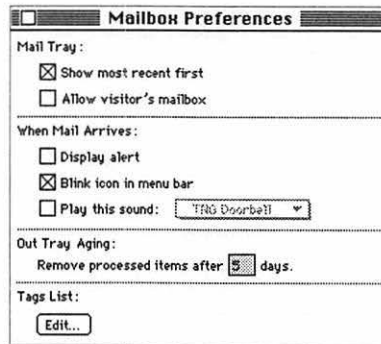 Mailbox Preferences
Mail Tray:
Show most recent first
Allow visitor's mailbox
When Mail Arrives:
Display alert
Blink icon in menu bar
Play this sound: TNG Doorbell
Out Tray Aging:
Remove processed items after 5 days.
Tags List:
Edit...